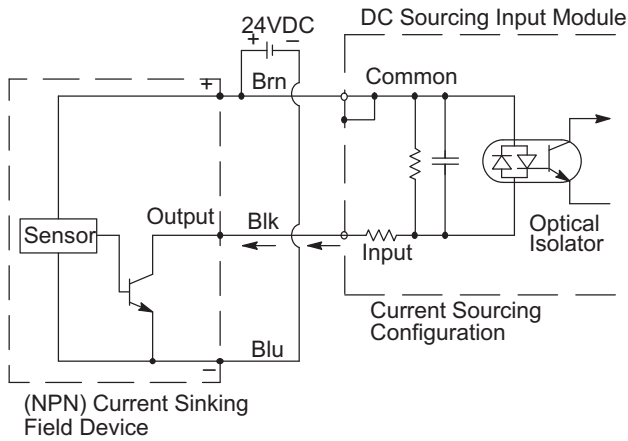 DC Sourcing Input Module
24VDC
+ −
+
Brn
Common
Output
Blk
Sensor
Input
Optical
Isolator
Current Sourcing
Configuration
Blu
−
(NPN) Current Sinking
Field Device